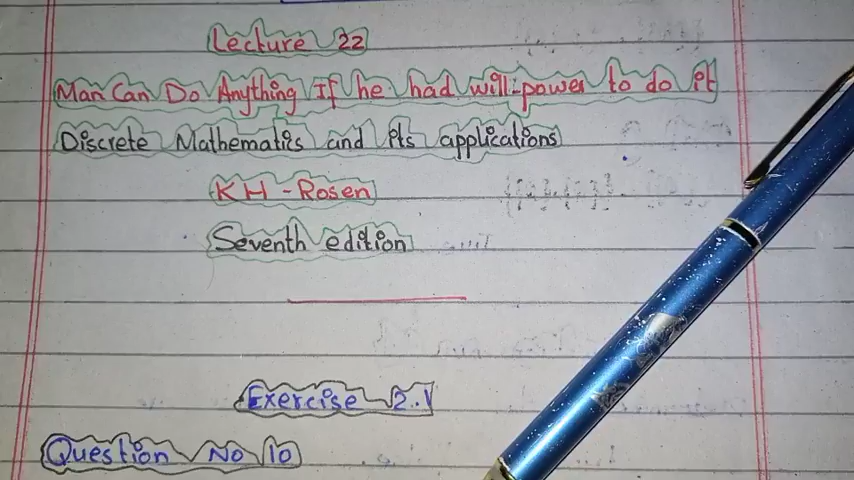 Lecture 22
Man Can Do Anything If he had will-power to do it
Discrete Mathematics and its applications
KH-Rosen
Seventh edition
Exercise 2.1
Question No 10